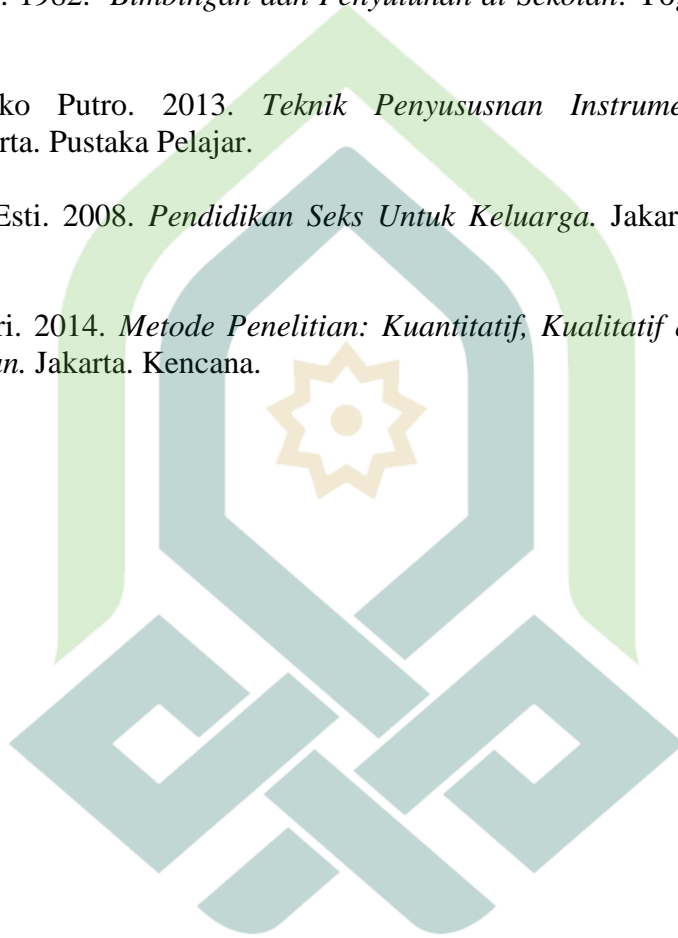 . 1982. Bimbingan dan Penyuluhan di Sekolah. Yog
ko Putro. 2013. Teknik Penyususnan Instrume
rta. Pustaka Pelajar.
Esti. 2008. Pendidikan Seks Untuk Keluarga. Jakar
ri. 2014. Metode Penelitian: Kuantitatif, Kualitatif
an. Jakarta. Kencana.